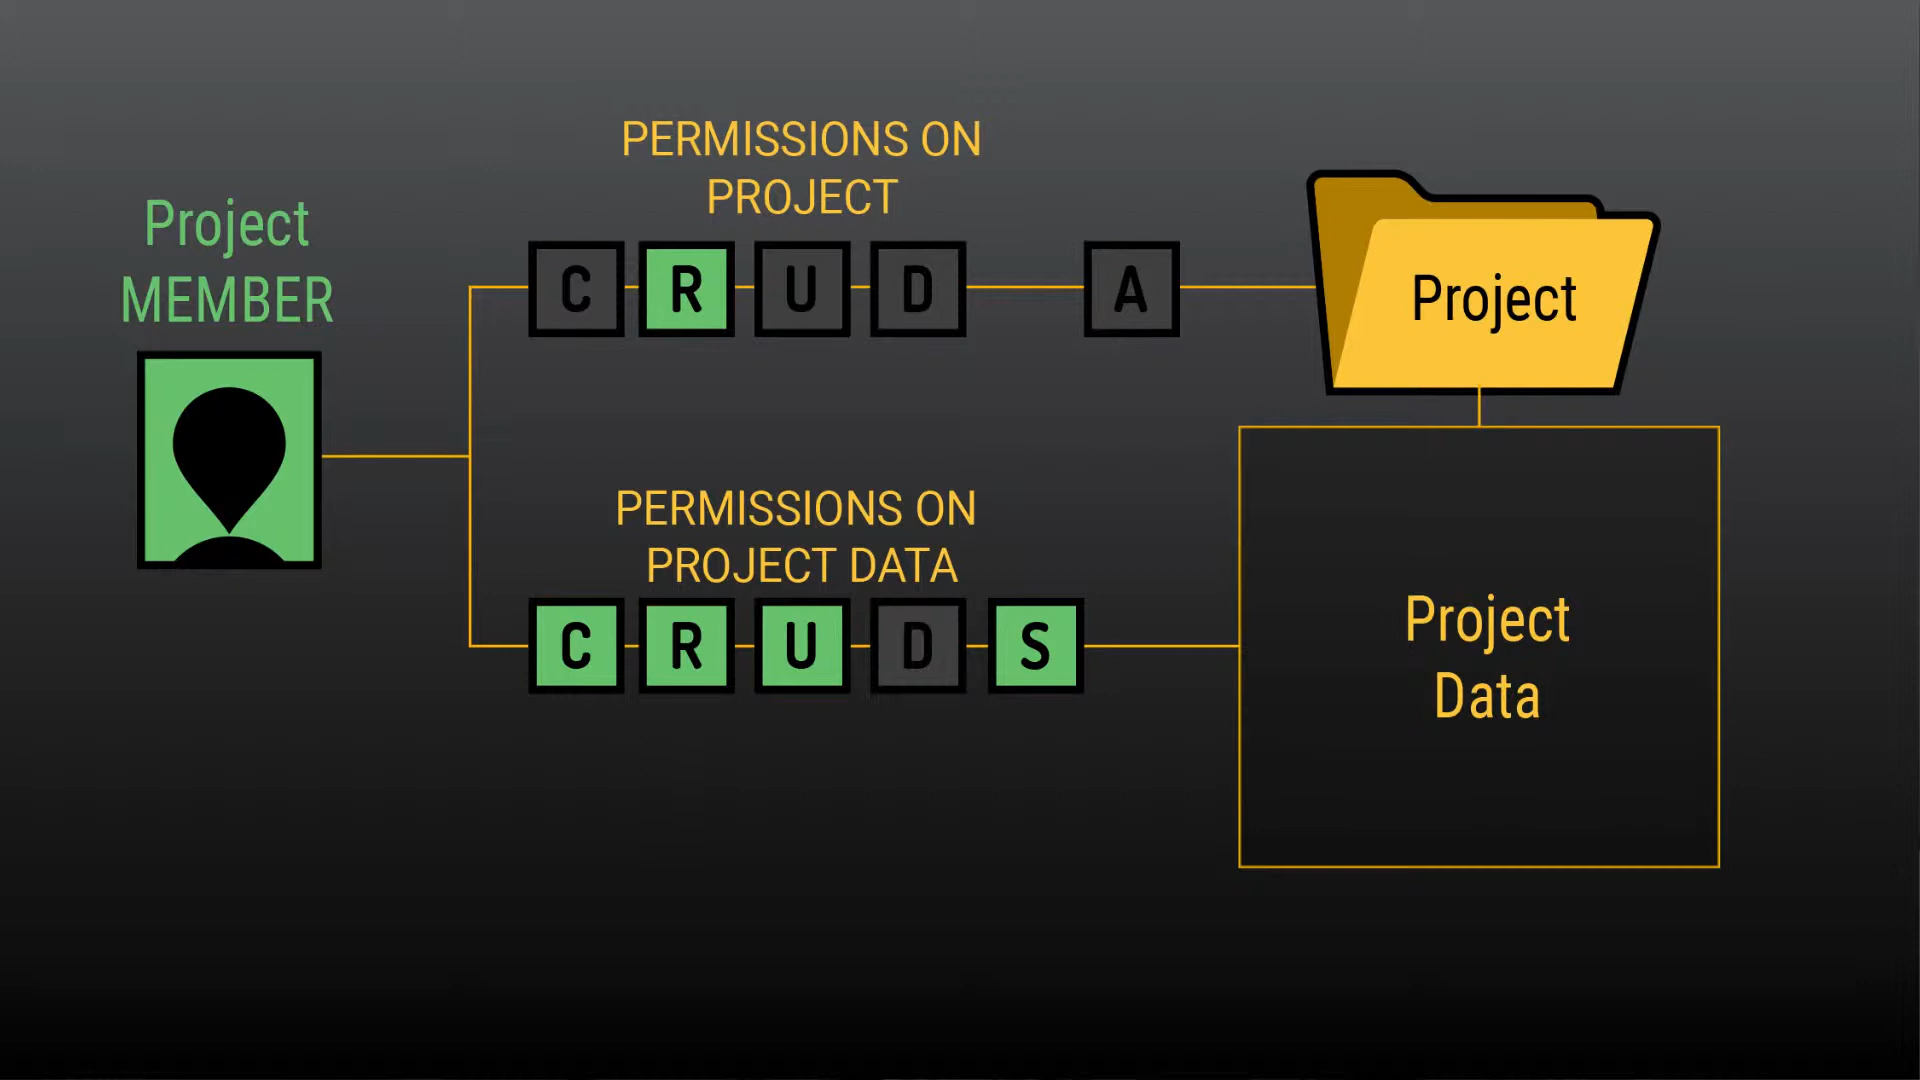 Project
MEMBER
PERMISSIONS ON
PROJECT
C R U D A
Project
PERMISSIONS ON
PROJECT DATA
C R U D S
Project
Data